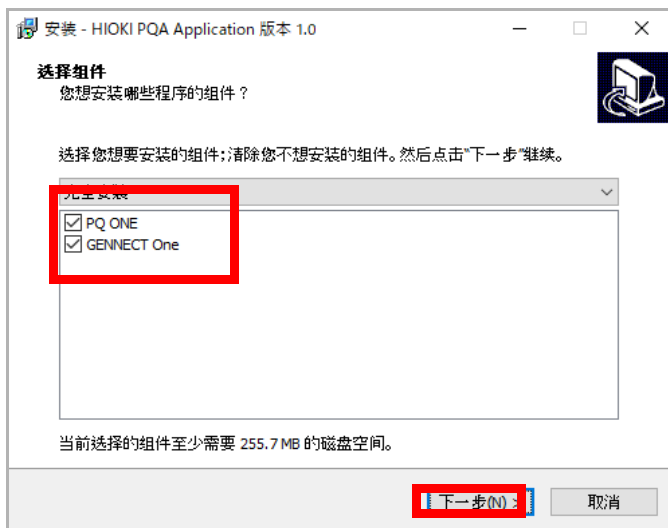 安装 - HIOKI PQA Application 版本 1.0
选择组件
您想安装哪些程序的组件？
选择您想要安装的组件;清除您不想安装的组件。然后点击“下一步”继续。
完全安装
PQ ONE
GENNECT One
当前选择的组件至少需要 255.7 MB 的磁盘空间。
下一步(N) >
取消